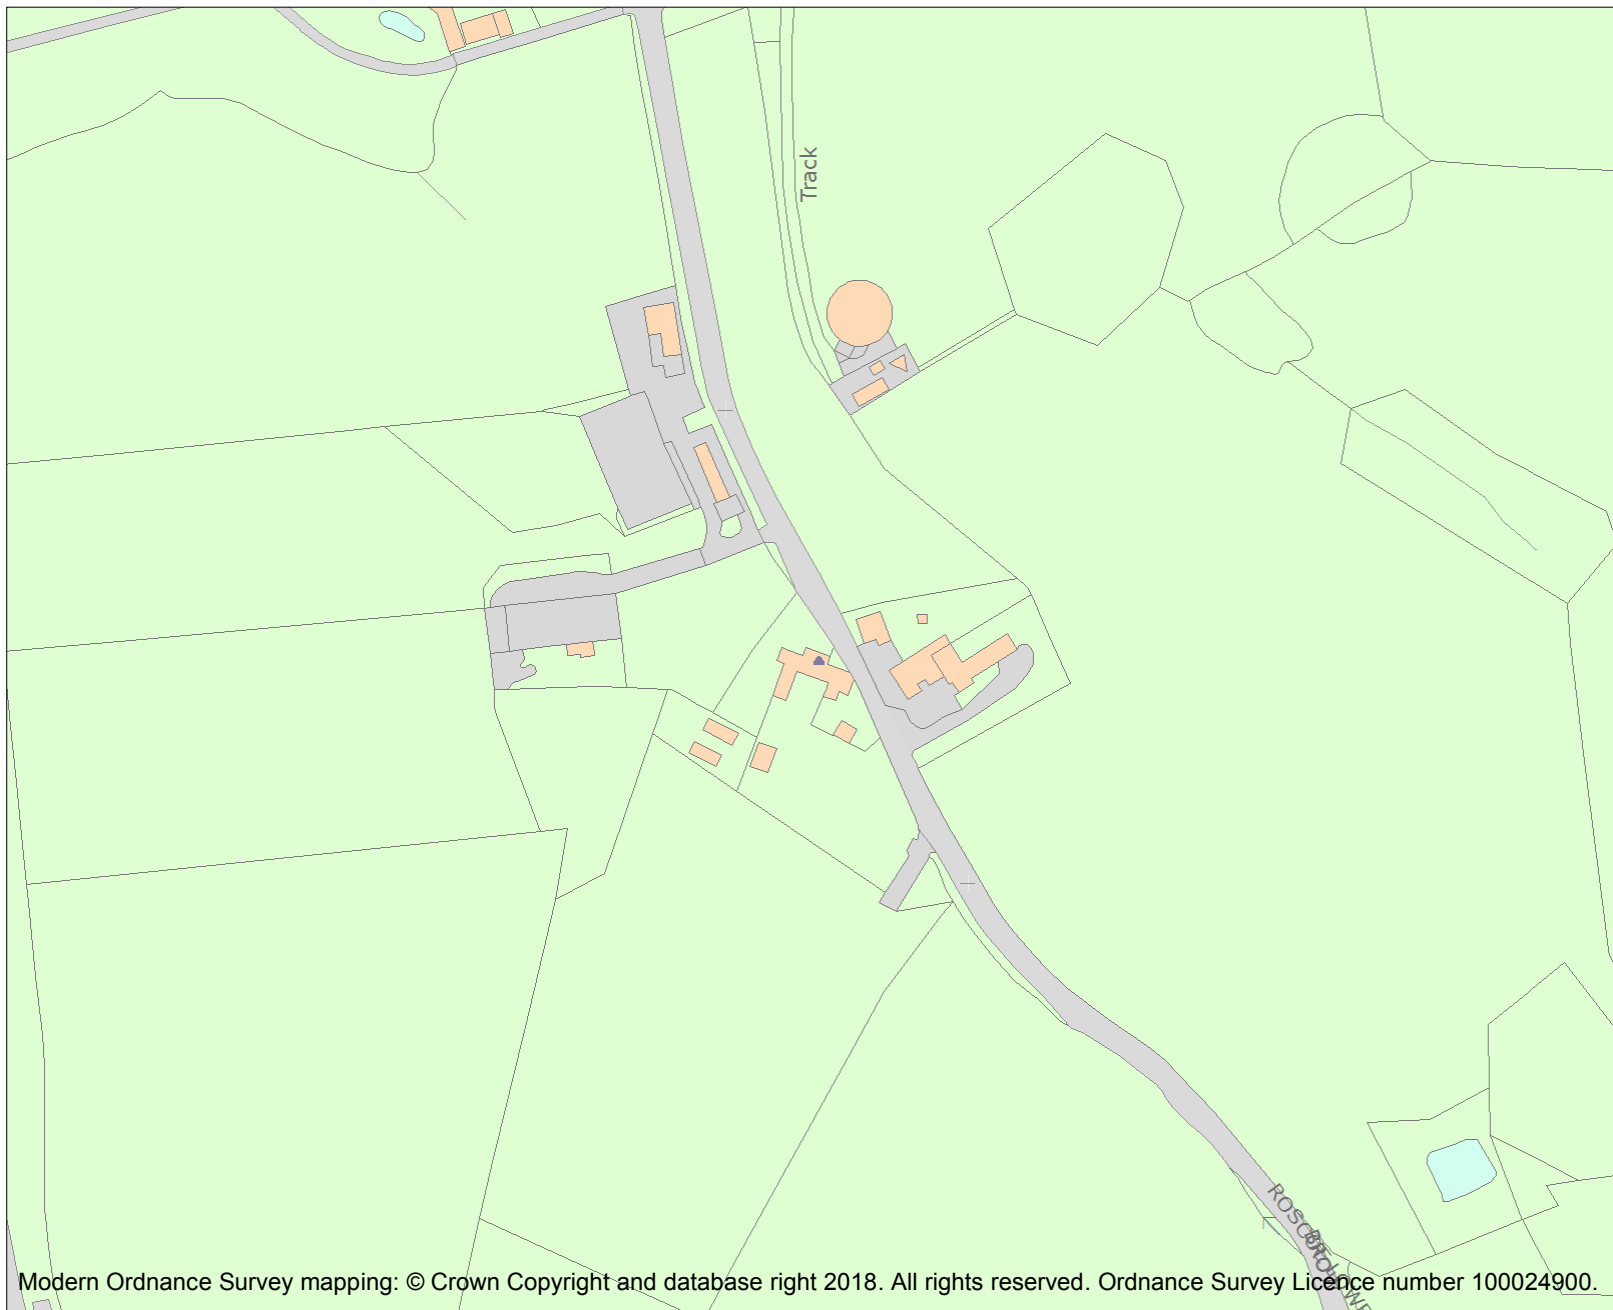 Track
Modern Ordnance Survey mapping: © Crown Copyright and database right 2018. All rights reserved. Ordnance Survey Licence number 100024900.